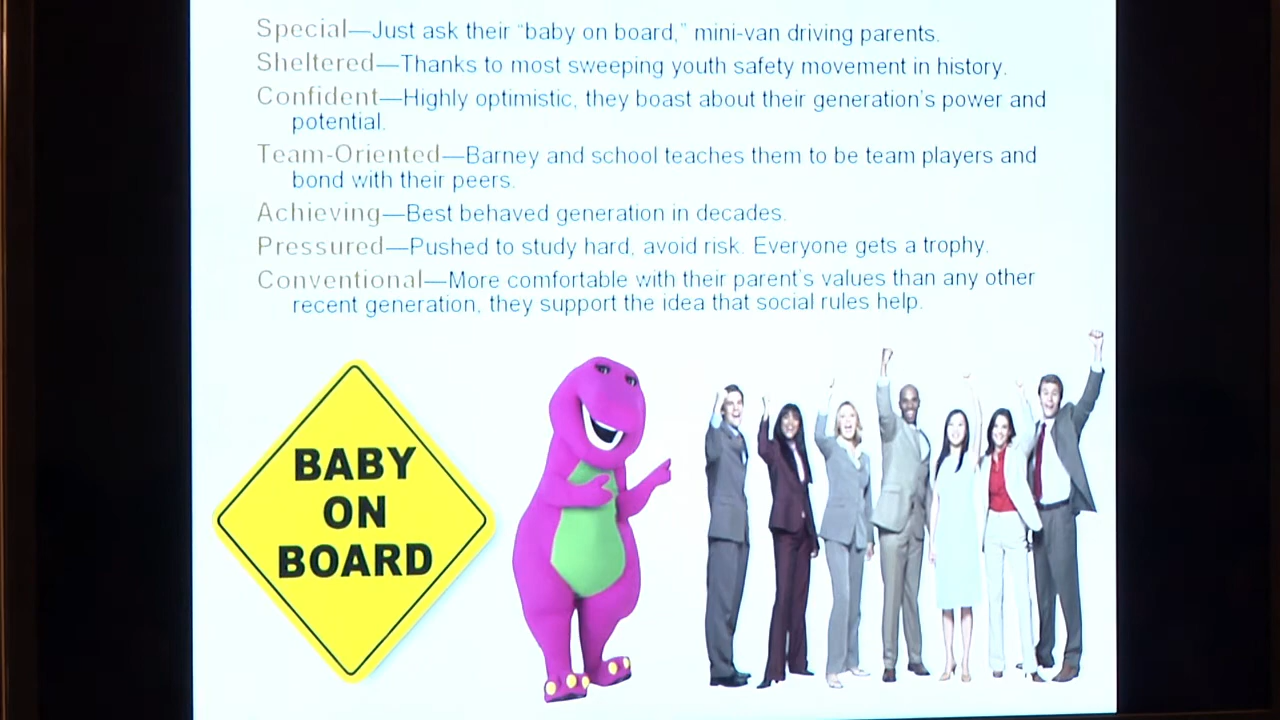 Special—Just ask their "baby on board," mini-van driving parents.
Sheltered—Thanks to most sweeping youth safety movement in history.
Confident—Highly optimistic, they boast about their generation's power and
potential.
Team-Oriented—Barney and school teaches them to be team players and
bond with their peers.
Achieving—Best behaved generation in decades.
Pressured—Pushed to study hard, avoid risk. Everyone gets a trophy.
Conventional—More comfortable with their parent's values than any other
recent generation, they support the idea that social rules help.
BABY
ON
BOARD